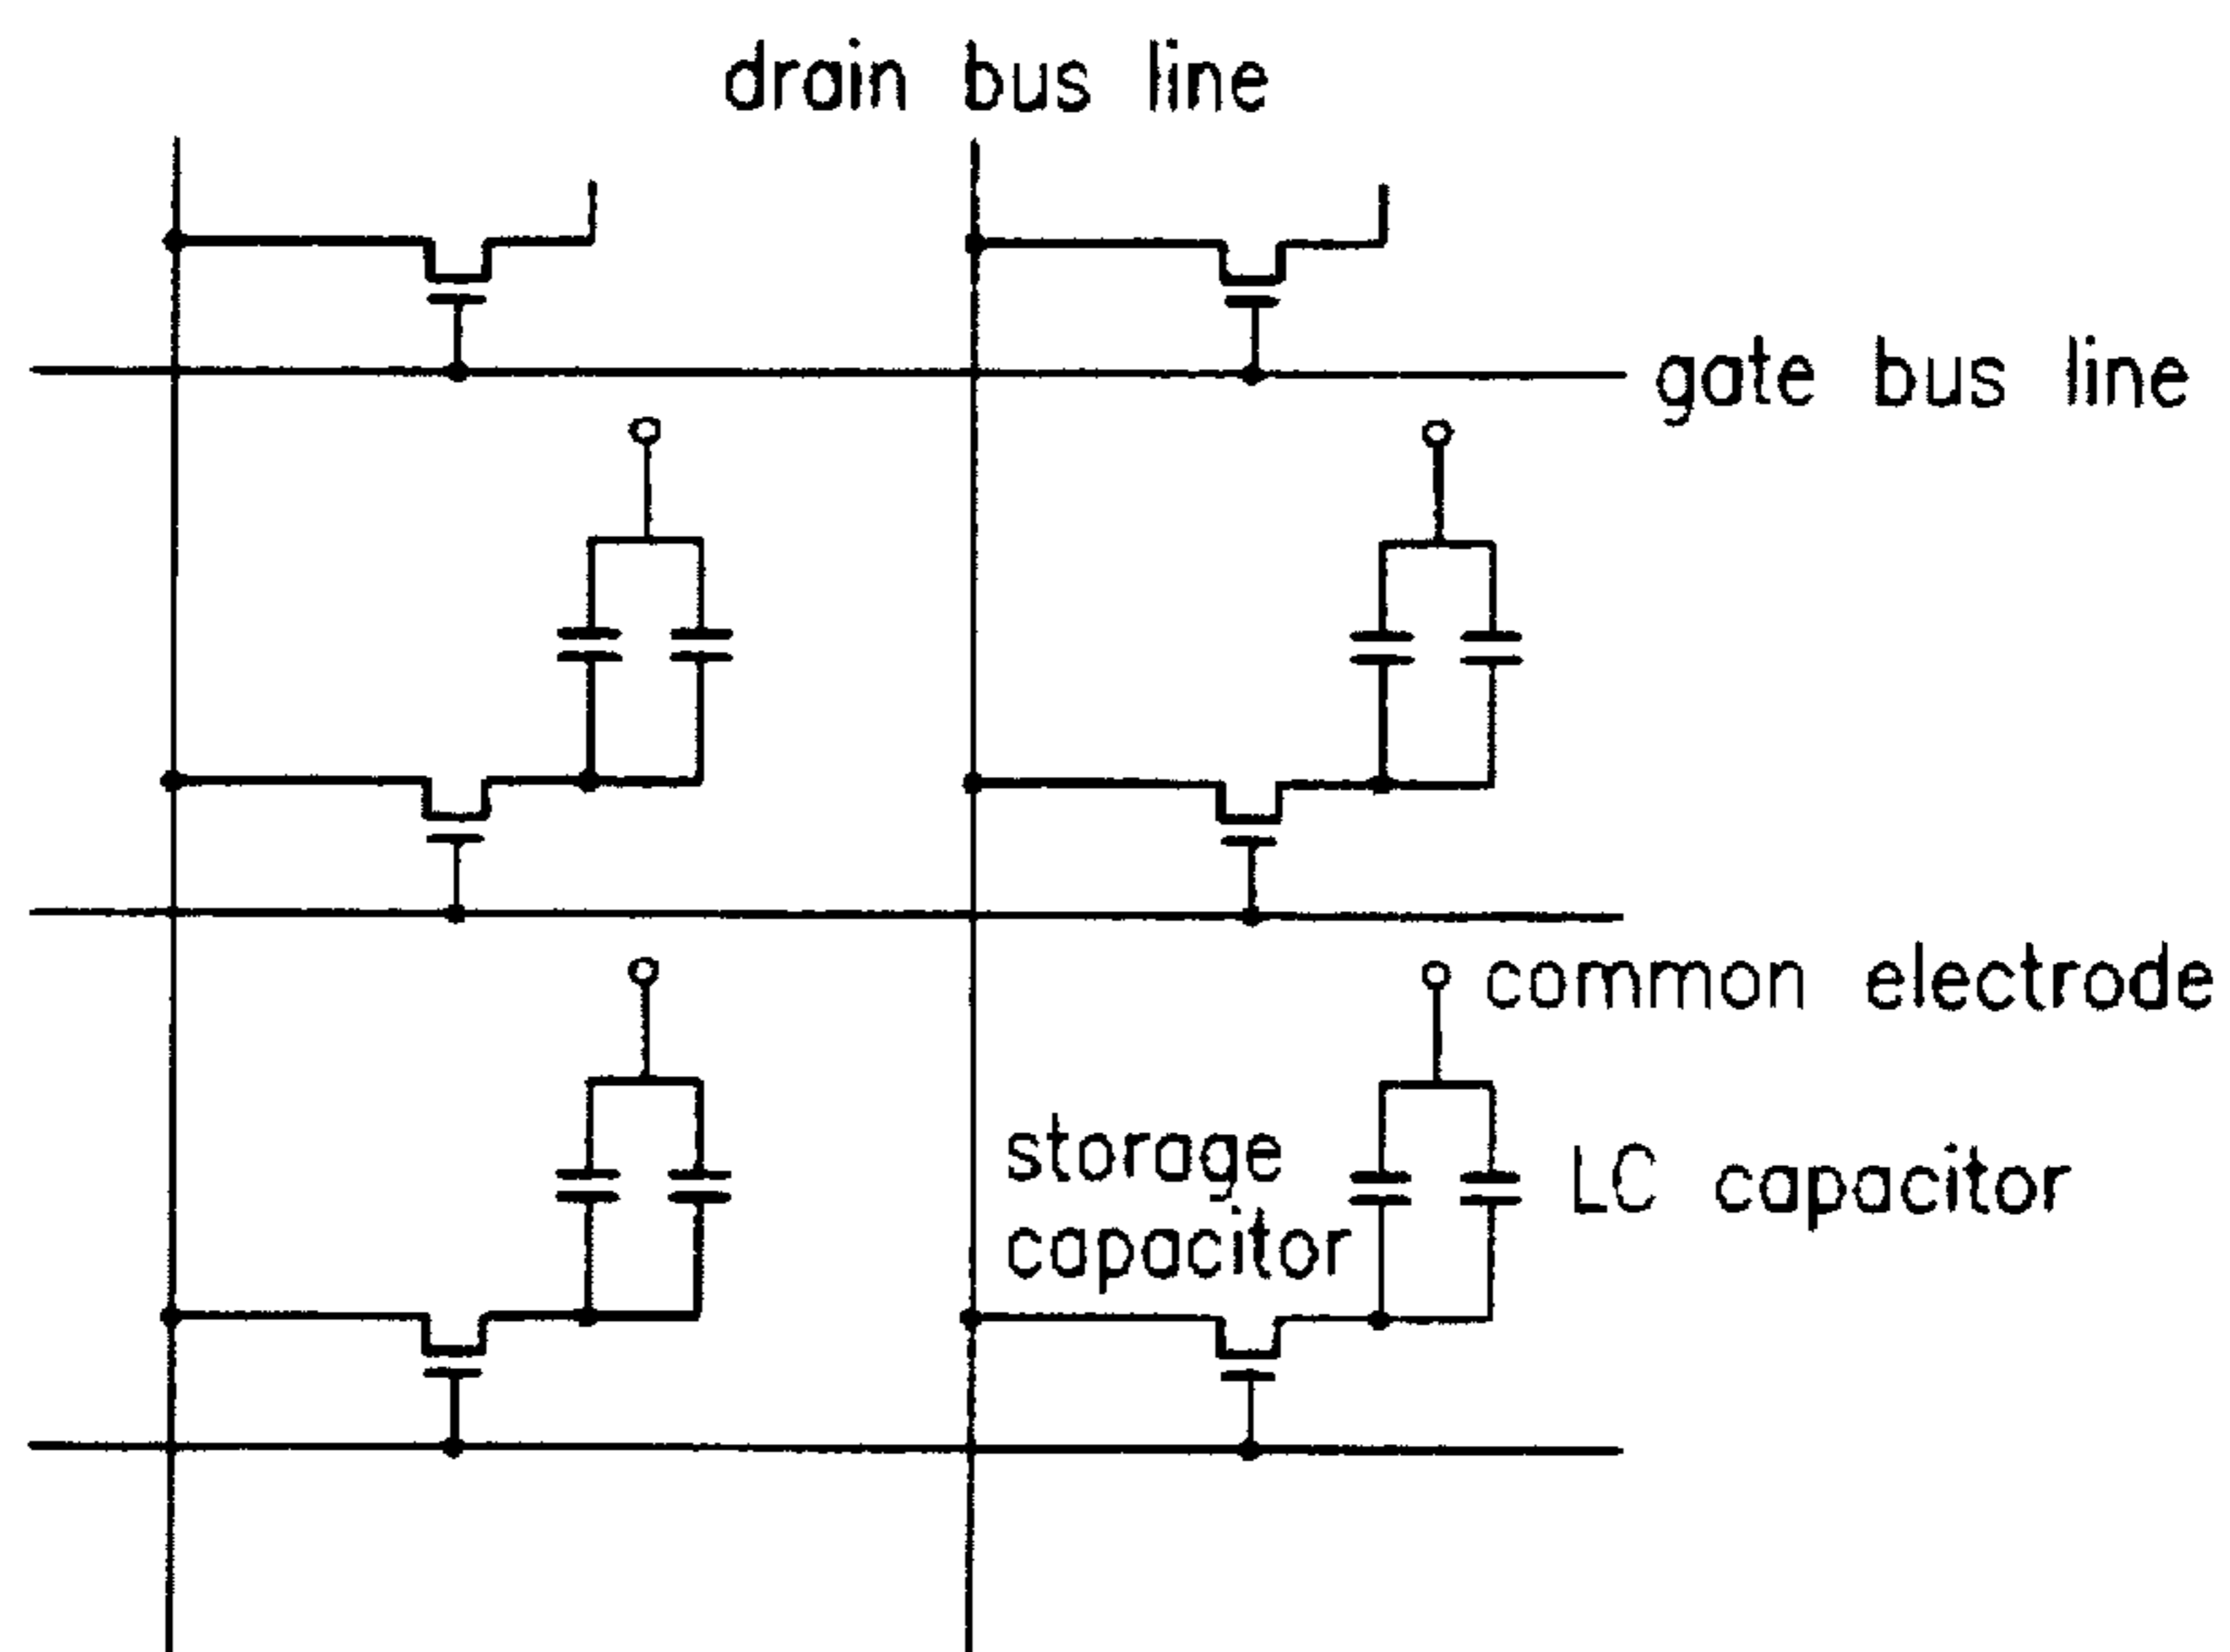 drain bus line
gate bus line
common electrode
storage
capacitor
LC capacitor